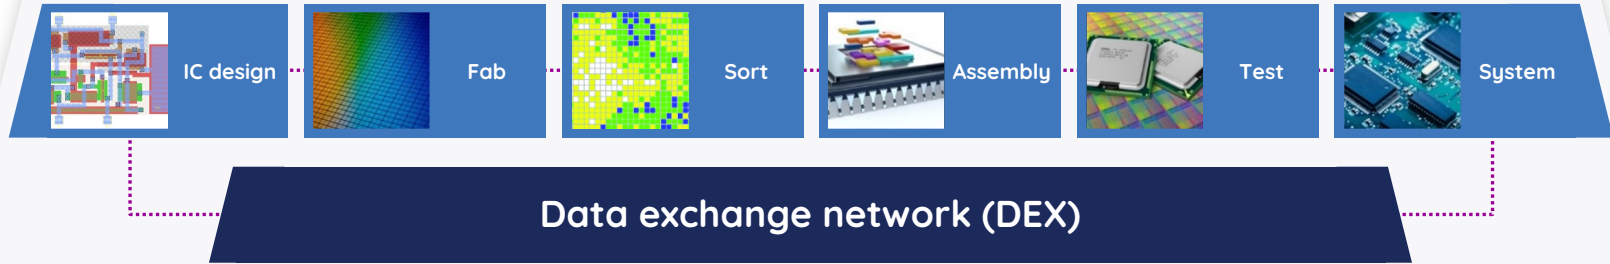 IC design
Fab
Sort
Assembly
Test
System
Data exchange network (DEX)